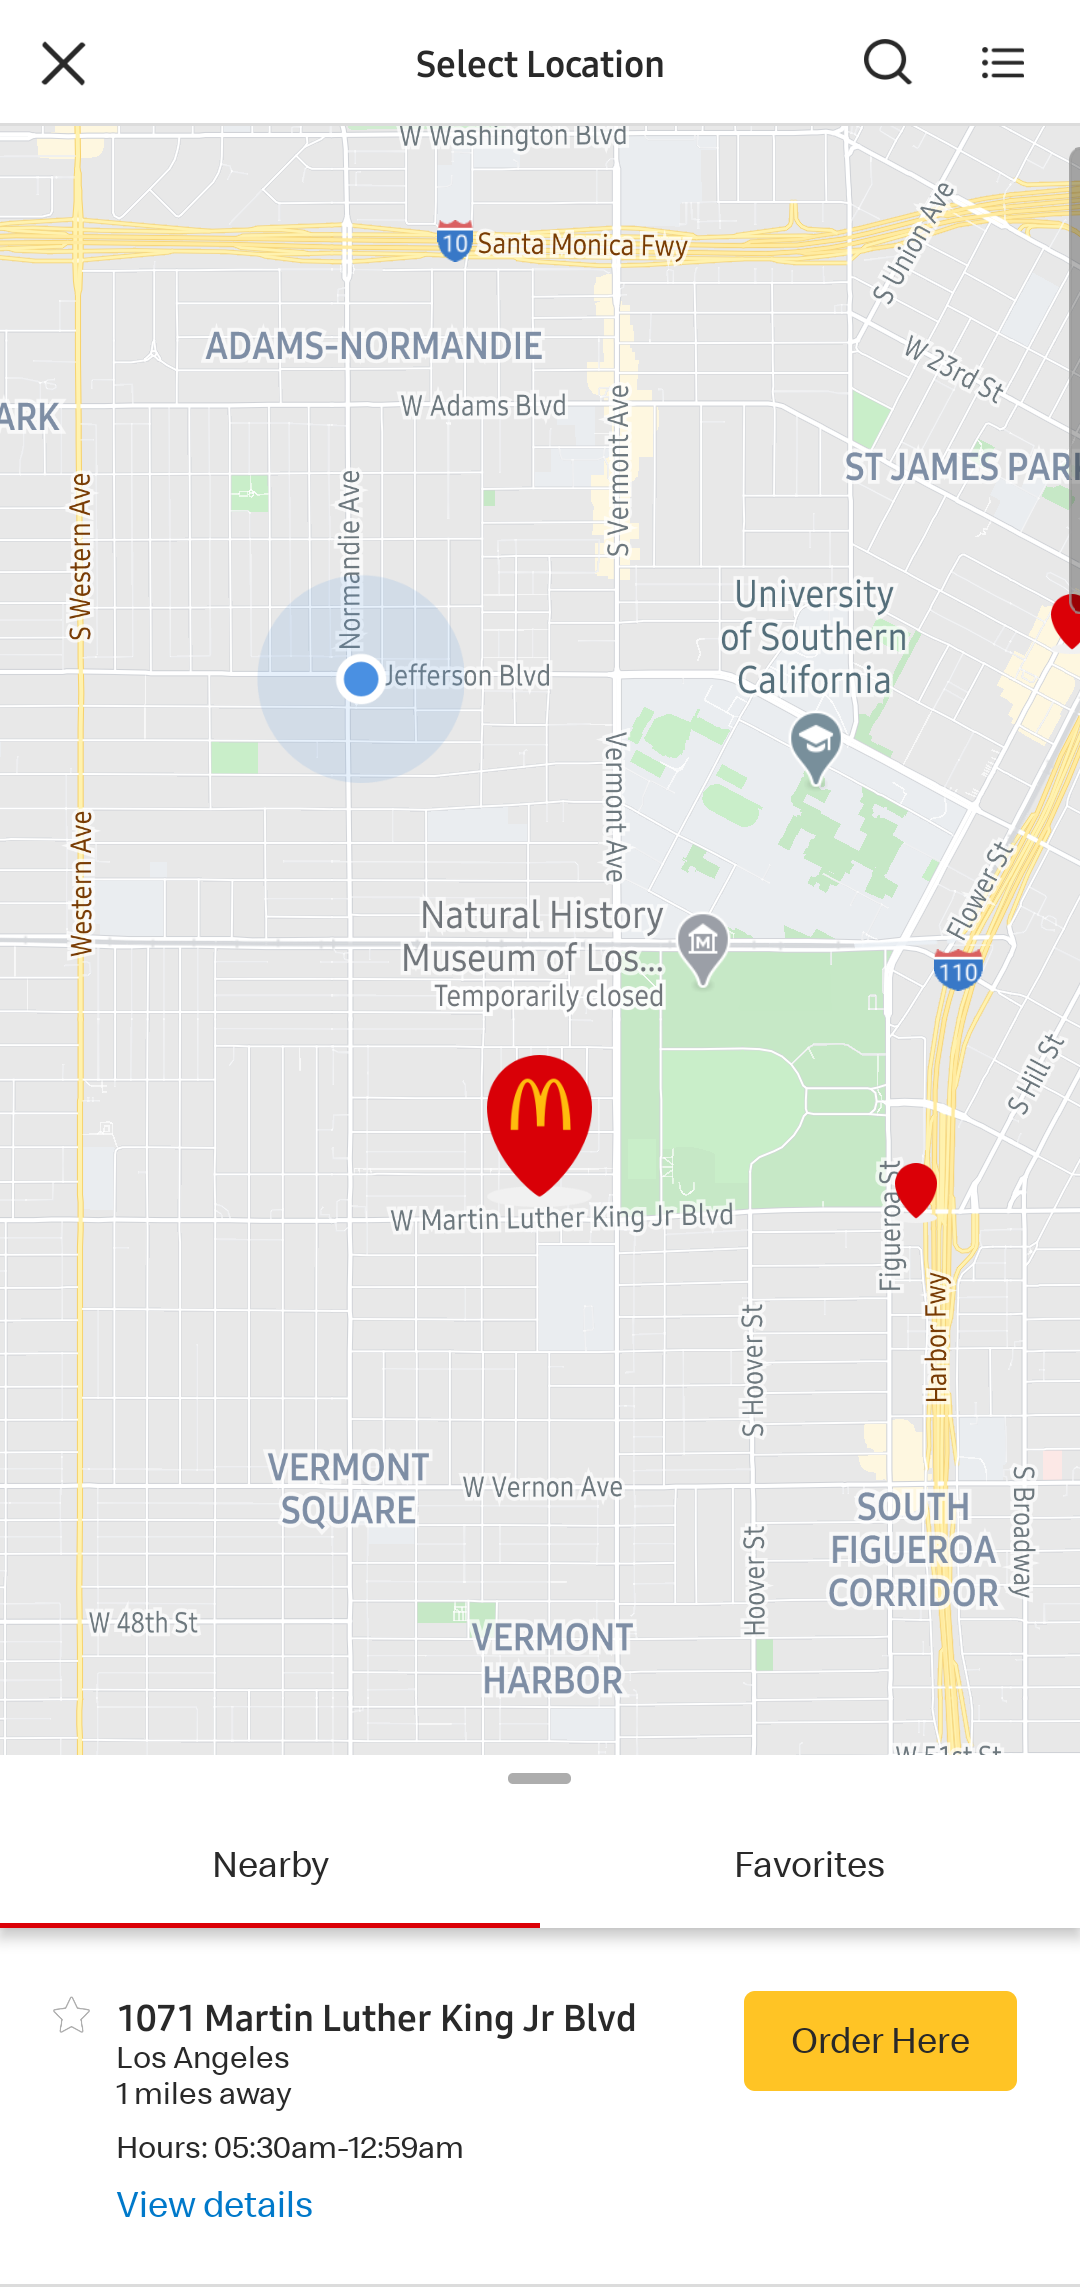 Select Location
W Washington Blvd
S Union Ave
10
Santa Monica Fwy
ADAMS-NORMANDIE
W 23rd St
W Adams Blvd
ARK
S Vermont Ave
ST JAMES PARK
S Western Ave
Normandie Ave
University
of Southern
California
Jefferson Blvd
Vermont Ave
Western Ave
Flower St
Natural History
Museum of Los...
Temporarily closed
110
S Hill St
W Martin Luther King Jr Blvd
Figueroa St
Harbor Fwy
S Hoover St
VERMONT
SQUARE
W Vernon Ave
S Broadway
SOUTH
FIGUEROA
CORRIDOR
Hoover St
W 48th St
VERMONT
HARBOR
W 51st St
Nearby
Favorites
1071 Martin Luther King Jr Blvd
Order Here
Los Angeles
1 miles away
Hours: 05:30am-12:59am
View details